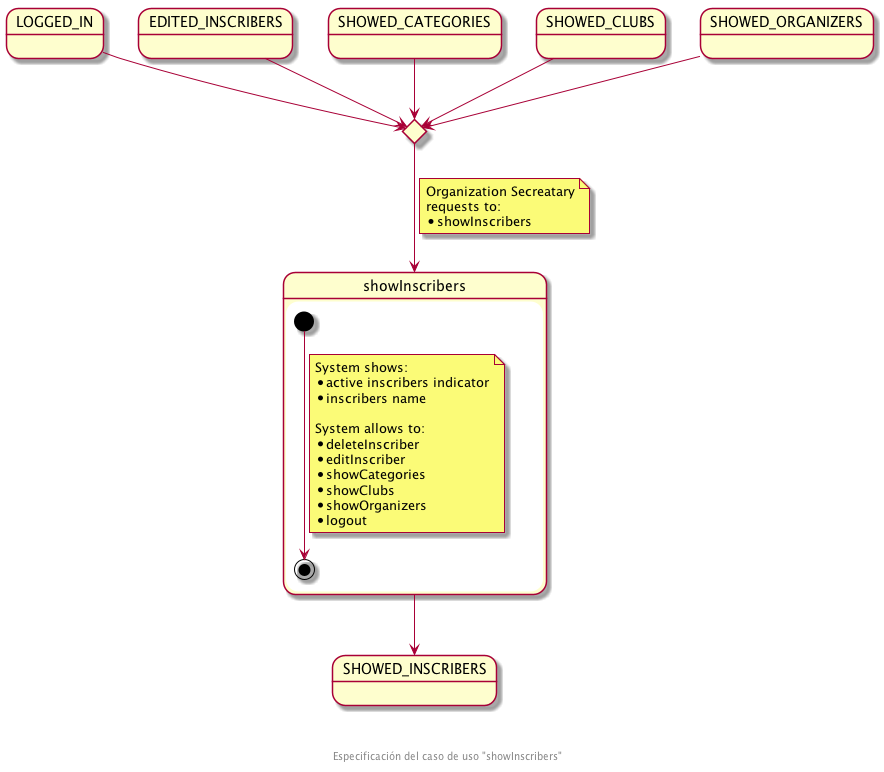 LOGGED_IN
EDITED_INSCRIBERS
SHOWED_CATEGORIES
SHOWED_CLUBS
SHOWED_ORGANIZERS
Organization Secreatary
requests to:
• showInscribers
showInscribers
System shows:
• active inscribers indicator
• inscribers name
System allows to:
• deleteInscriber
• editInscriber
• showCategories
• showClubs
• showOrganizers
• logout
SHOWED_INSCRIBERS
Especificación del caso de uso "showInscribers"